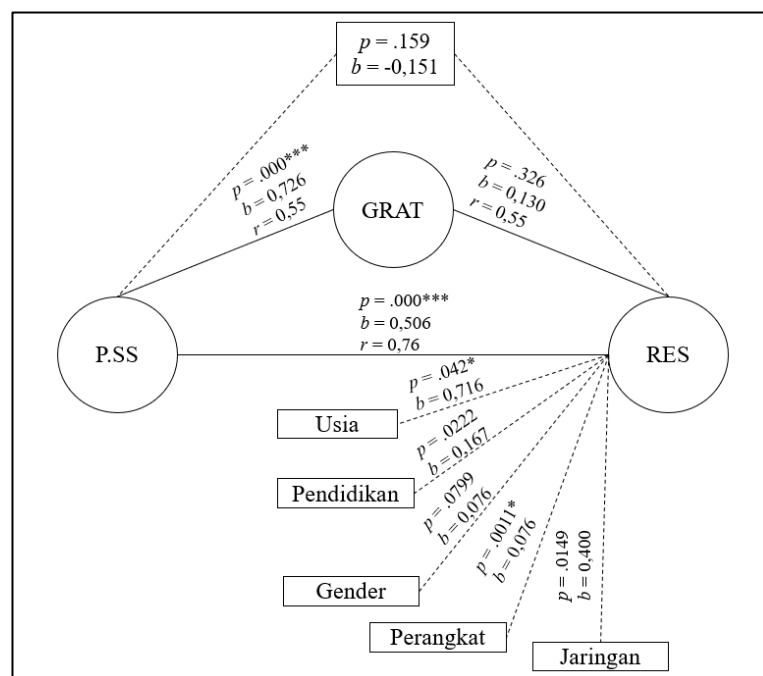 p = .159
b = -0,151
p = .000***
b = 0,726
r = 0,55
GRAT
p = .326
b = 0,130
r = 0,55
P.SS
p = .000***
b = 0,506
r = 0,76
RES
p = .042*
b = 0,716
Usia
p = .0222
b = 0,167
Pendidikan
p = .0799
b = 0,076
Gender
p = .0011*
b = 0,076
Perangkat
p = .0149
b = 0,400
Jaringan